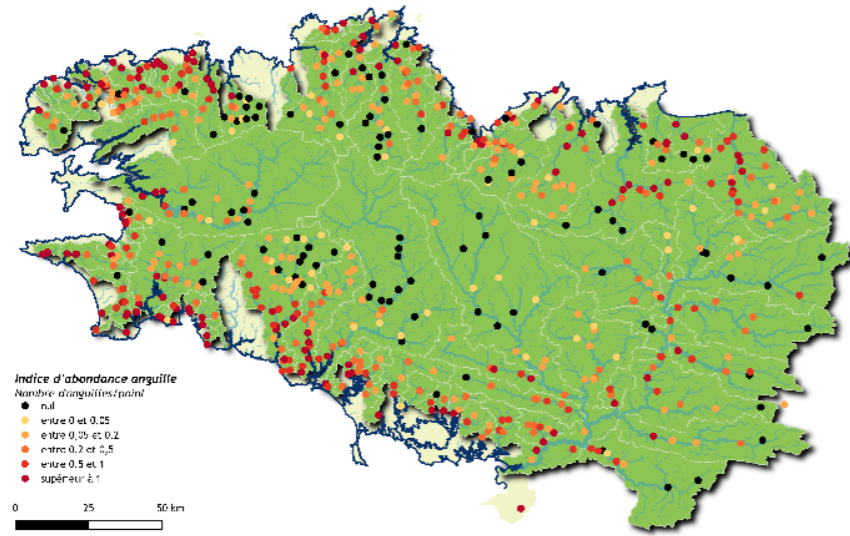 Indice d'abondance anguille
Nombre d'anguilles/point
nul
entre 0 et 0.05
entre 0,05 et 0.2
entre 0.2 et 0,5
entre 0.5 et 1
supérieur à 1
0 25 50 km